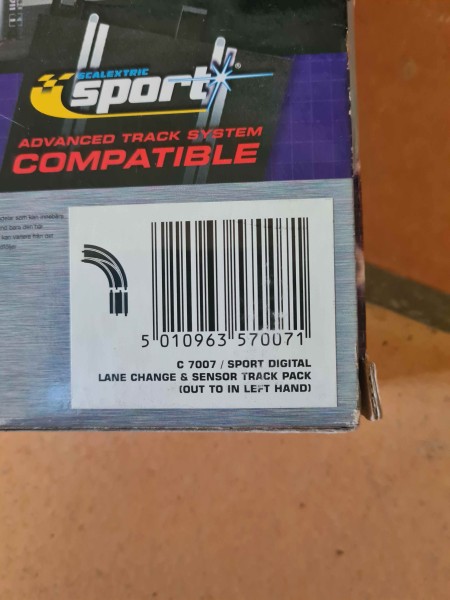 SCALEXTRIC
sport
ADVANCED TRACK SYSTEM
COMPATIBLE
5 010963 570071
C 7007 / SPORT DIGITAL
LANE CHANGE & SENSOR TRACK PACK
(OUT TO IN LEFT HAND)